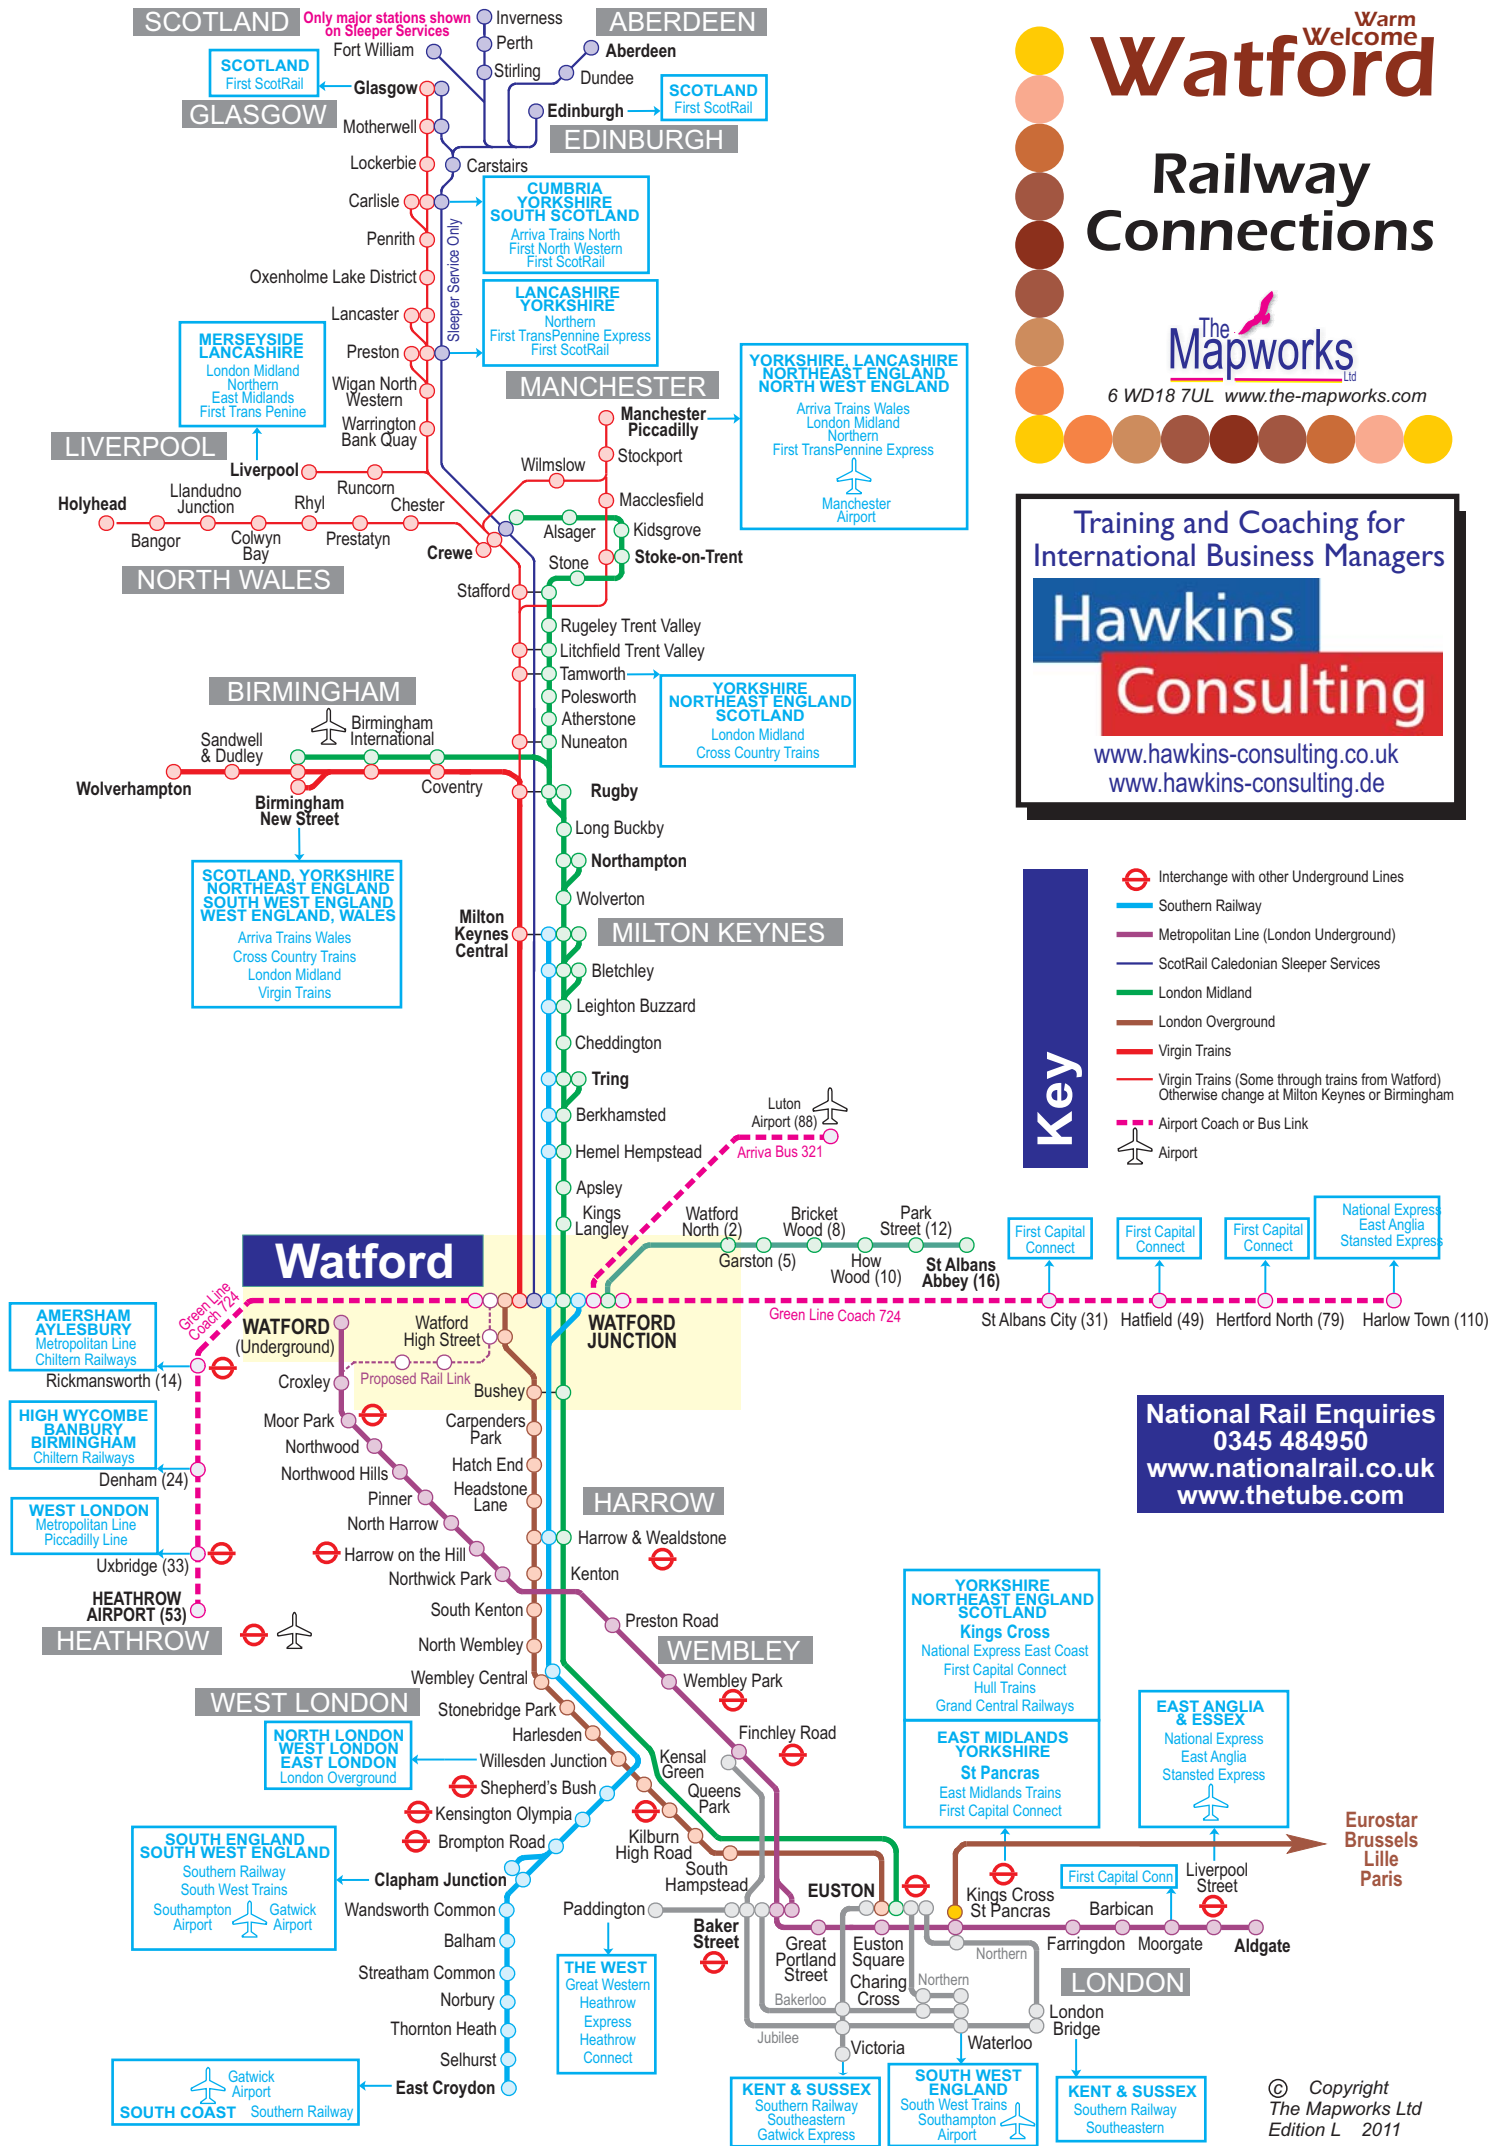 SCOTLAND
Only major stations shown
on Sleeper Services
Inverness
ABERDEEN
Fort William
Perth
Aberdeen
Stirling
Dundee
SCOTLAND
First ScotRail
Glasgow
GLASGOW
Edinburgh
SCOTLAND
First ScotRail
EDINBURGH
Motherwell
Lockerbie
Carstairs
Carlisle
CUMBRIA
YORKSHIRE
SOUTH SCOTLAND
Arriva Trains North
First North Western
First ScotRail
Penrith
Sleeper Service Only
Oxenholme Lake District
Lancaster
LANCASHIRE
YORKSHIRE
Northern
First TransPennine Express
First ScotRail
Preston
MERSEYSIDE
LANCASHIRE
London Midland
Northern
East Midlands
First Trans Penine
Wigan North
Western
Warrington
Bank Quay
MANCHESTER
Manchester
Piccadilly
YORKSHIRE, LANCASHIRE
NORTHEAST ENGLAND
NORTH WEST ENGLAND
Arriva Trains Wales
London Midland
Northern
First TransPennine Express
Manchester
Airport
LIVERPOOL
Liverpool
Runcorn
Stockport
Wilmslow
Macclesfield
Holyhead
Bangor
Llandudno
Junction
Colwyn
Bay
Rhyl
Prestatyn
Chester
Crewe
NORTH WALES
Alsager
Kidsgrove
Stoke-on-Trent
Stone
Stafford
Rugeley Trent Valley
Litchfield Trent Valley
Tamworth
Polesworth
Atherstone
Nuneaton
YORKSHIRE
NORTHEAST ENGLAND
SCOTLAND
London Midland
Cross Country Trains
BIRMINGHAM
Birmingham
International
Sandwell
& Dudley
Wolverhampton
Birmingham
New Street
Coventry
Rugby
Long Buckby
SCOTLAND, YORKSHIRE
NORTHEAST ENGLAND
SOUTH WEST ENGLAND
WEST ENGLAND, WALES
Arriva Trains Wales
Cross Country Trains
London Midland
Virgin Trains
Northampton
Wolverton
Milton
Keynes
Central
MILTON KEYNES
Bletchley
Leighton Buzzard
Cheddington
Tring
Berkhamsted
Hemel Hempstead
Apsley
Kings
Langley
Warm
Welcome
Watford
Railway
Connections
The
Mapworks
Ltd
6 WD18 7UL www.the-mapworks.com
Training and Coaching for
International Business Managers
Hawkins
Consulting
www.hawkins-consulting.co.uk
www.hawkins-consulting.de
Key
Interchange with other Underground Lines
Southern Railway
Metropolitan Line (London Underground)
ScotRail Caledonian Sleeper Services
London Midland
London Overground
Virgin Trains
Virgin Trains (Some through trains from Watford)
Otherwise change at Milton Keynes or Birmingham
Airport Coach or Bus Link
Airport
Luton
Airport (88)
Arriva Bus 321
Watford
North (2)
Garston (5)
Bricket
Wood (8)
How
Wood (10)
Park
Street (12)
St Albans
Abbey (16)
First Capital
Connect
First Capital
Connect
First Capital
Connect
National Express
East Anglia
Stansted Express
Green Line Coach 724
St Albans City (31)
Hatfield (49)
Hertford North (79)
Harlow Town (110)
Watford
Green Line
Coach 724
WATFORD
(Underground)
Watford
High Street
WATFORD
JUNCTION
Proposed Rail Link
Croxley
Bushey
AMERSHAM
AYLESBURY
Metropolitan Line
Chiltern Railways
Rickmansworth (14)
HIGH WYCOMBE
BANBURY
BIRMINGHAM
Chiltern Railways
Denham (24)
WEST LONDON
Metropolitan Line
Piccadilly Line
Uxbridge (33)
HEATHROW
AIRPORT (53)
HEATHROW
Moor Park
Northwood
Northwood Hills
Pinner
North Harrow
Harrow on the Hill
Northwick Park
Carpenders
Park
Hatch End
Headstone
Lane
HARROW
Harrow & Wealdstone
Kenton
South Kenton
North Wembley
Wembley Central
Preston Road
WEMBLEY
Wembley Park
Finchley Road
National Rail Enquiries
0345 484950
www.nationalrail.co.uk
www.thetube.com
WEST LONDON
NORTH LONDON
WEST LONDON
EAST LONDON
London Overground
Stonebridge Park
Harlesden
Willesden Junction
Kensal
Green
Queens
Park
Kilburn
High Road
South
Hampstead
Shepherd's Bush
Kensington Olympia
Brompton Road
Clapham Junction
SOUTH ENGLAND
SOUTH WEST ENGLAND
Southern Railway
South West Trains
Southampton
Airport
Gatwick
Airport
Wandsworth Common
Balham
Streatham Common
Norbury
Thornton Heath
Selhurst
East Croydon
Gatwick
Airport
SOUTH COAST Southern Railway
YORKSHIRE
NORTHEAST ENGLAND
SCOTLAND
Kings Cross
National Express East Coast
First Capital Connect
Hull Trains
Grand Central Railways
EAST MIDLANDS
YORKSHIRE
St Pancras
East Midlands Trains
First Capital Connect
EAST ANGLIA
& ESSEX
National Express
East Anglia
Stansted Express
Eurostar
Brussels
Lille
Paris
First Capital Conn
Liverpool
Street
Paddington
THE WEST
Great Western
Heathrow
Express
Heathrow
Connect
Baker
Street
EUSTON
Kings Cross
St Pancras
Barbican
Great
Portland
Street
Euston
Square
Farringdon
Moorgate
Aldgate
Northern
Charing
Cross
Northern
LONDON
Bakerloo
Jubilee
London
Bridge
Victoria
Waterloo
KENT & SUSSEX
Southern Railway
Southeastern
Gatwick Express
SOUTH WEST
ENGLAND
South West Trains
Southampton
Airport
KENT & SUSSEX
Southern Railway
Southeastern
© Copyright
The Mapworks Ltd
Edition L 2011